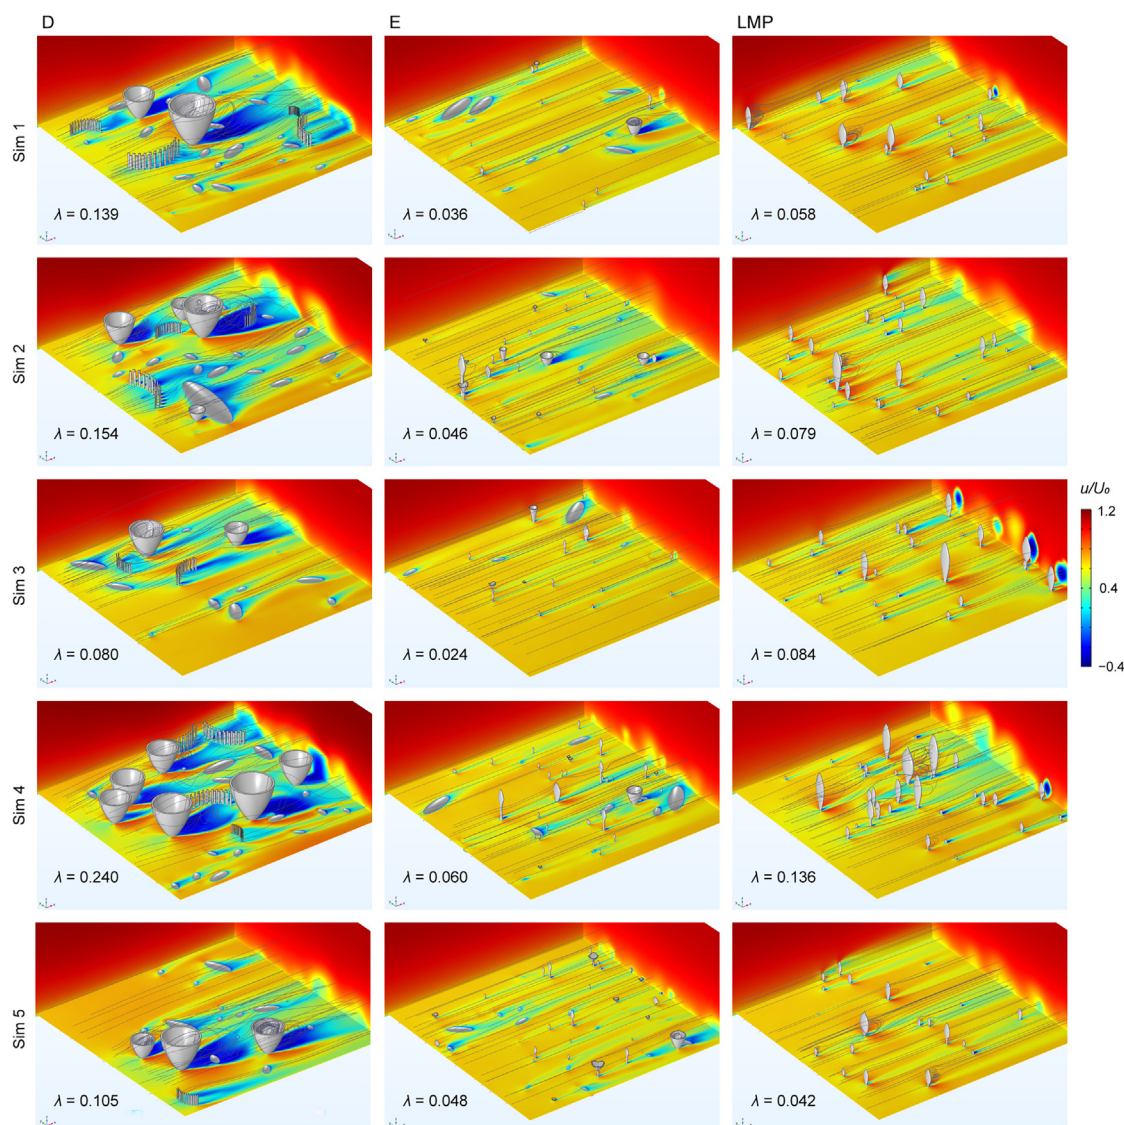 D E LMP
Sim 1
λ = 0.139 λ = 0.036 λ = 0.058
Sim 2
λ = 0.154 λ = 0.046 λ = 0.079
u/U₀
1.2
0.4
−0.4
Sim 3
λ = 0.080 λ = 0.024 λ = 0.084
Sim 4
λ = 0.240 λ = 0.060 λ = 0.136
Sim 5
λ = 0.105 λ = 0.048 λ = 0.042